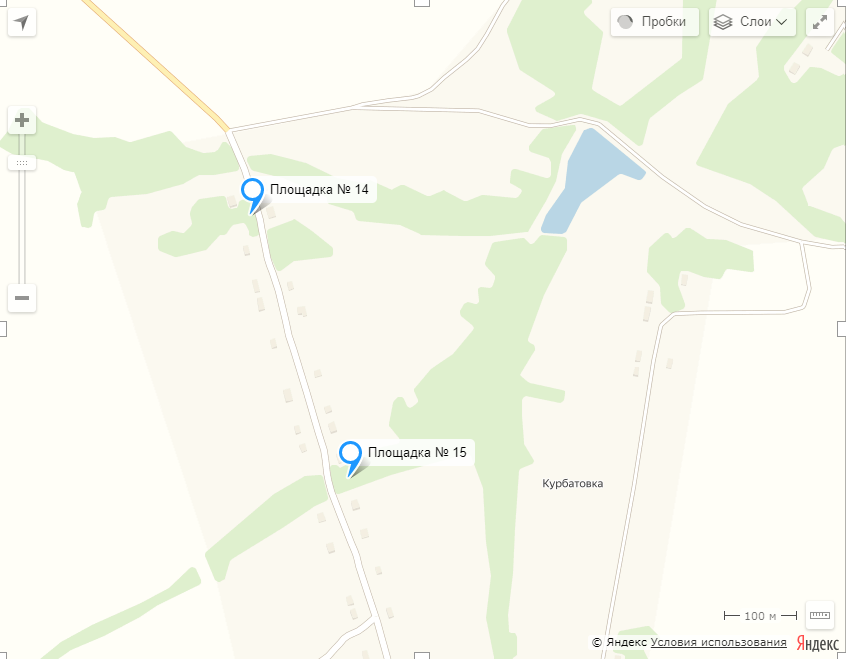 Пробки
Слои
Площадка № 14
Площадка № 15
Курбатовка
100 м
© Яндекс Условия использования
Яндекс